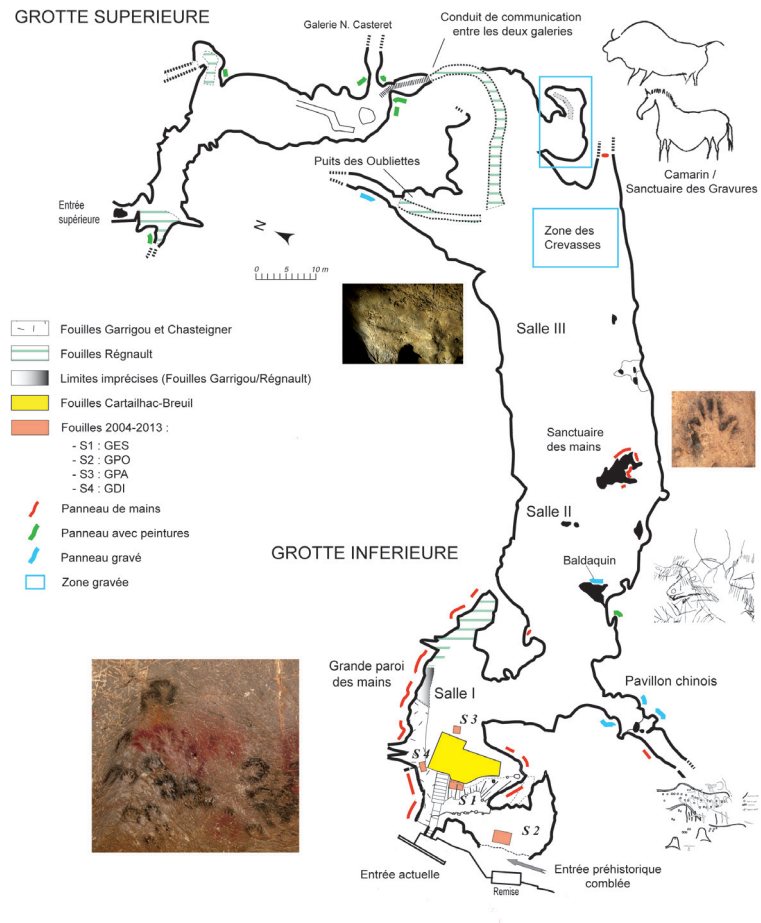 GROTTE SUPERIEURE
Galerie N. Casteret
Conduit de communication
entre les deux galeries
Camarin /
Sanctuaire des Gravures
Puits des Oubliettes
Entrée
supérieure
N
Zone des
Crevasses
0 5 10 m
Salle III
Fouilles Garrigou et Chasteigner
Fouilles Régnault
Limites imprécises (Fouilles Garrigou/Régnault)
Fouilles Cartailhac-Breuil
Fouilles 2004-2013 :
- S1 : GES
- S2 : GPO
- S3 : GPA
- S4 : GDI
Panneau de mains
Panneau avec peintures
Panneau gravé
Zone gravée
Sanctuaire
des mains
Salle II
GROTTE INFERIEURE
Baldaquin
Grande paroi
des mains
Salle I
Pavillon chinois
S 3
S 4
S 1
S 2
Entrée actuelle
Entrée préhistorique
comblée
Remise